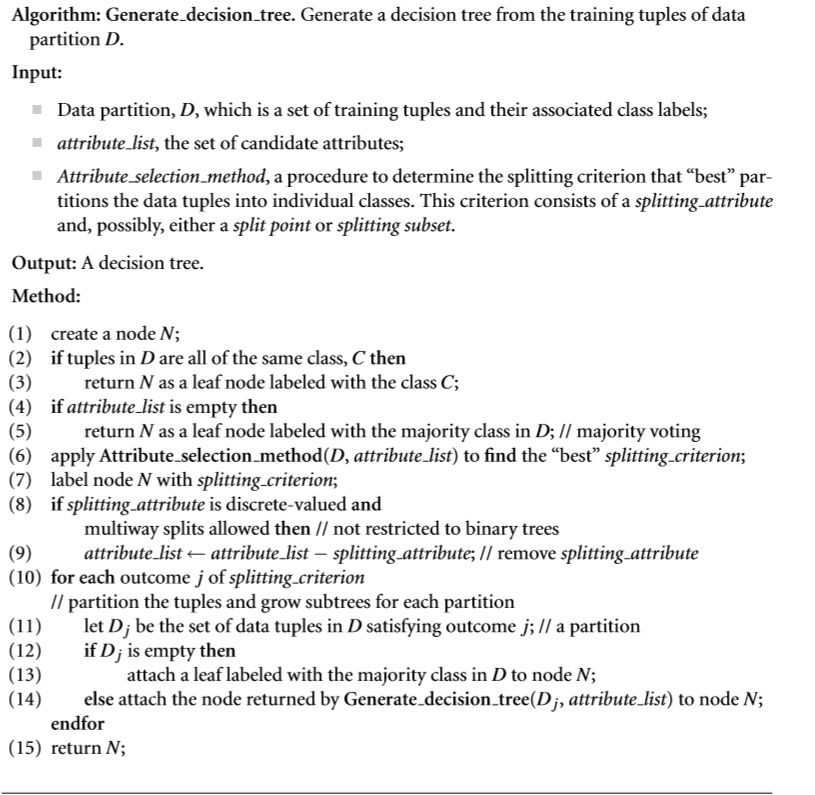 Algorithm: Generate_decision_tree. Generate a decision tree from the training tuples of data
partition D.
Input:
Data partition, D, which is a set of training tuples and their associated class labels;
attribute_list, the set of candidate attributes;
Attribute_selection_method, a procedure to determine the splitting criterion that “best” par-
titions the data tuples into individual classes. This criterion consists of a splitting_attribute
and, possibly, either a split point or splitting subset.
Output: A decision tree.
Method:
(1) create a node N;
(2) if tuples in D are all of the same class, C then
(3) return N as a leaf node labeled with the class C;
(4) if attribute_list is empty then
(5) return N as a leaf node labeled with the majority class in D; // majority voting
(6) apply Attribute_selection_method(D, attribute_list) to find the “best” splitting_criterion;
(7) label node N with splitting_criterion;
(8) if splitting_attribute is discrete-valued and
multiway splits allowed then // not restricted to binary trees
(9) attribute_list ← attribute_list − splitting_attribute; // remove splitting_attribute
(10) for each outcome j of splitting_criterion
// partition the tuples and grow subtrees for each partition
(11) let Dj be the set of data tuples in D satisfying outcome j; // a partition
(12) if Dj is empty then
(13) attach a leaf labeled with the majority class in D to node N;
(14) else attach the node returned by Generate_decision_tree(Dj, attribute_list) to node N;
endfor
(15) return N;